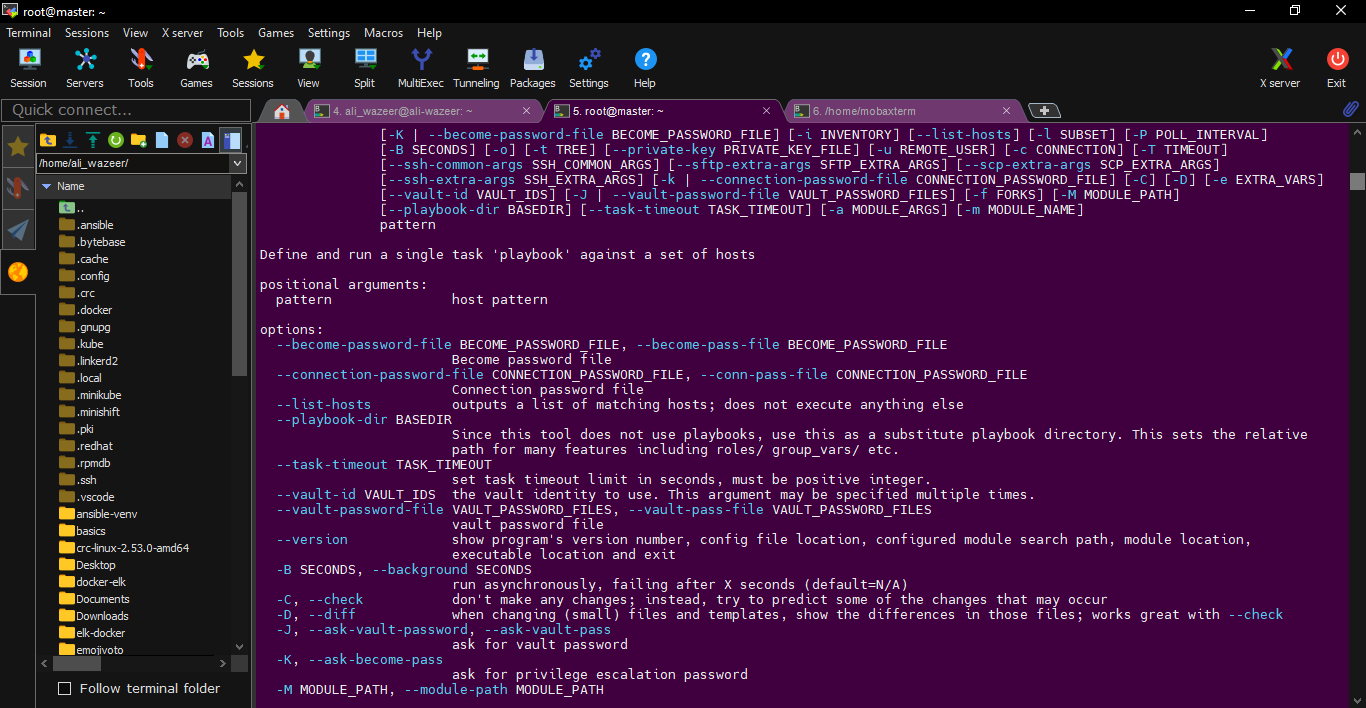 root@master: ~
Terminal Sessions View X server Tools Games Settings Macros Help
Session Servers Tools Games Sessions View Split MultiExec Tunneling Packages Settings Help X server Exit
Quick connect...
4. ali_wazeer@ali-wazeer: ~
5. root@master: ~
6. /home/mobaxterm
/home/ali_wazeer/
Name
..
.ansible
.bytebase
.cache
.config
.crc
.docker
.gnupg
.kube
.linkerd2
.local
.minikube
.minishift
.pki
.redhat
.rpmdb
.ssh
.vscode
ansible-venv
basics
crc-linux-2.53.0-amd64
Desktop
docker-elk
Documents
Downloads
elk-docker
emojivoto
Follow terminal folder
[-K | --become-password-file BECOME_PASSWORD_FILE] [-i INVENTORY] [--list-hosts] [-l SUBSET] [-P POLL_INTERVAL]
[-B SECONDS] [-o] [-t TREE] [--private-key PRIVATE_KEY_FILE] [-u REMOTE_USER] [-c CONNECTION] [-T TIMEOUT]
[--ssh-common-args SSH_COMMON_ARGS] [--sftp-extra-args SFTP_EXTRA_ARGS] [--scp-extra-args SCP_EXTRA_ARGS]
[--ssh-extra-args SSH_EXTRA_ARGS] [-k | --connection-password-file CONNECTION_PASSWORD_FILE] [-C] [-D] [-e EXTRA_VARS]
[--vault-id VAULT_IDS] [-J | --vault-password-file VAULT_PASSWORD_FILES] [-f FORKS] [-M MODULE_PATH]
[--playbook-dir BASEDIR] [--task-timeout TASK_TIMEOUT] [-a MODULE_ARGS] [-m MODULE_NAME]
pattern
Define and run a single task 'playbook' against a set of hosts
positional arguments:
pattern host pattern
options:
--become-password-file BECOME_PASSWORD_FILE, --become-pass-file BECOME_PASSWORD_FILE
Become password file
--connection-password-file CONNECTION_PASSWORD_FILE, --conn-pass-file CONNECTION_PASSWORD_FILE
Connection password file
--list-hosts outputs a list of matching hosts; does not execute anything else
--playbook-dir BASEDIR
Since this tool does not use playbooks, use this as a substitute playbook directory. This sets the relative
path for many features including roles/ group_vars/ etc.
--task-timeout TASK_TIMEOUT
set task timeout limit in seconds, must be positive integer.
--vault-id VAULT_IDS the vault identity to use. This argument may be specified multiple times.
--vault-password-file VAULT_PASSWORD_FILES, --vault-pass-file VAULT_PASSWORD_FILES
vault password file
--version show program's version number, config file location, configured module search path, module location,
executable location and exit
-B SECONDS, --background SECONDS
run asynchronously, failing after X seconds (default=N/A)
-C, --check don't make any changes; instead, try to predict some of the changes that may occur
-D, --diff when changing (small) files and templates, show the differences in those files; works great with --check
-J, --ask-vault-password, --ask-vault-pass
ask for vault password
-K, --ask-become-pass
ask for privilege escalation password
-M MODULE_PATH, --module-path MODULE_PATH